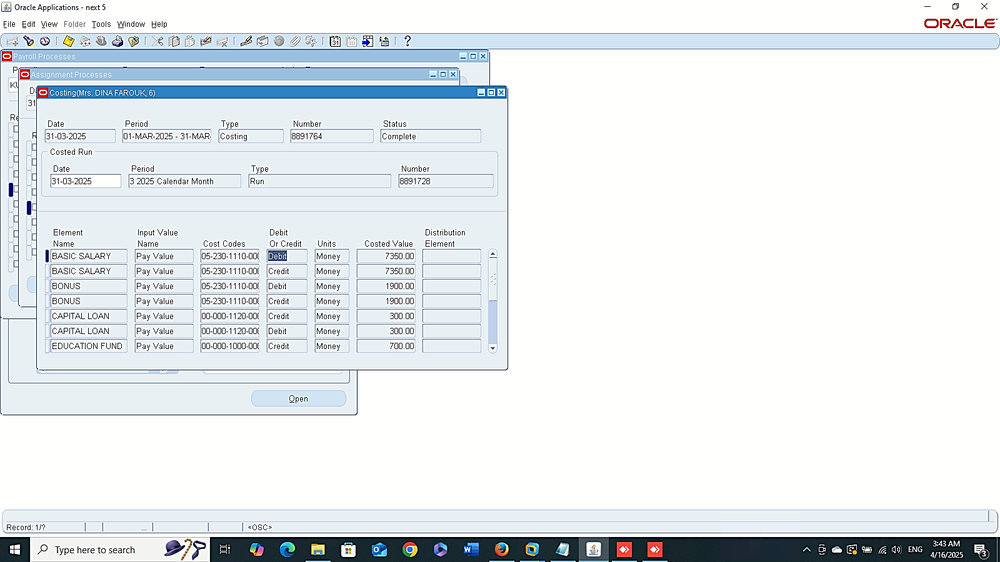 Oracle Applications - next 5
File Edit View Folder Tools Window Help
ORACLE
Payroll Processes
Assignment Processes
Costing(Mrs. DINA FAROUK, 6)
Date Period Type Number Status
31-03-2025 01-MAR-2025 - 31-MAR- Costing 8891764 Complete
Costed Run
Date Period Type Number
31-03-2025 3 2025 Calendar Month Run 8891728
Element Input Value Debit Distribution
Name Name Cost Codes Or Credit Units Costed Value Element
BASIC SALARY Pay Value 05-230-1110-000 Debit Money 7350.00
BASIC SALARY Pay Value 05-230-1110-000 Credit Money 7350.00
BONUS Pay Value 05-230-1110-000 Debit Money 1900.00
BONUS Pay Value 05-230-1110-000 Credit Money 1900.00
CAPITAL LOAN Pay Value 00-000-1120-000 Credit Money 300.00
CAPITAL LOAN Pay Value 00-000-1120-000 Debit Money 300.00
EDUCATION FUND Pay Value 00-000-1000-000 Credit Money 700.00
Open
Record: 1/? ... <OSC>
Type here to search
ENG
3:43 AM
4/16/2025
3